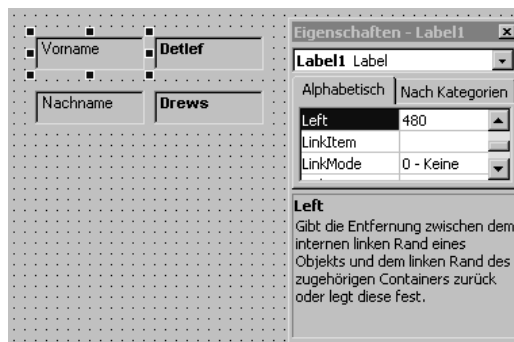 Vorname Detlef
Nachname Drews
Eigenschaften - Label1
Label1 Label
Alphabetisch Nach Kategorien
Left 480
LinkItem
LinkMode 0 - Keine
Left
Gibt die Entfernung zwischen dem
internen linken Rand eines
Objekts und dem linken Rand des
zugehörigen Containers zurück
oder legt diese fest.